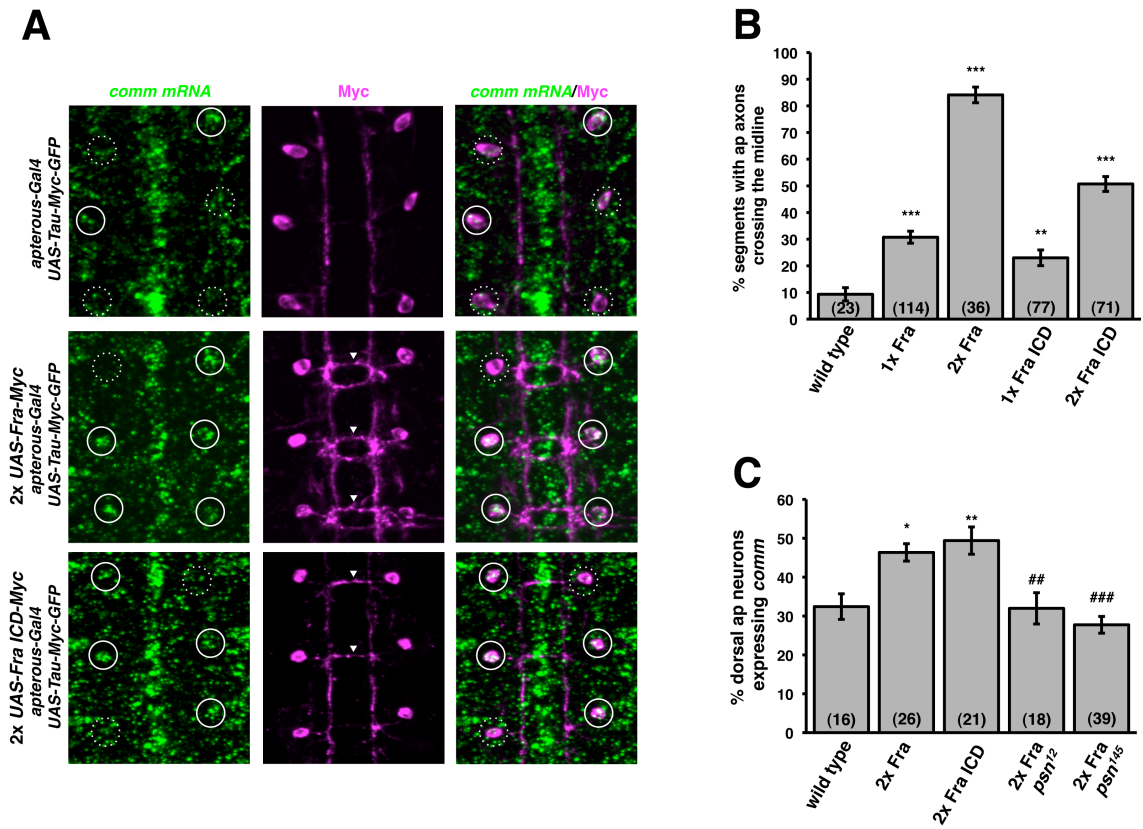 A
comm mRNA
Myc
comm mRNA/Myc
apterous-Gal4
UAS-Tau-Myc-GFP
2x UAS-Fra-Myc
apterous-Gal4
UAS-Tau-Myc-GFP
2x UAS-Fra ICD-Myc
apterous-Gal4
UAS-Tau-Myc-GFP
B
% segments with ap axons
crossing the midline
100
90
80
70
60
50
40
30
20
10
0
***
***
**
***
(23)
(114)
(36)
(77)
(71)
wild type
1x Fra
2x Fra
1x Fra ICD
2x Fra ICD
C
% dorsal ap neurons
expressing comm
60
50
40
30
20
10
0
*
**
##
###
(16)
(26)
(21)
(18)
(39)
wild type
2x Fra
2x Fra ICD
2x Fra
psn¹²
2x Fra
psn¹⁴⁵